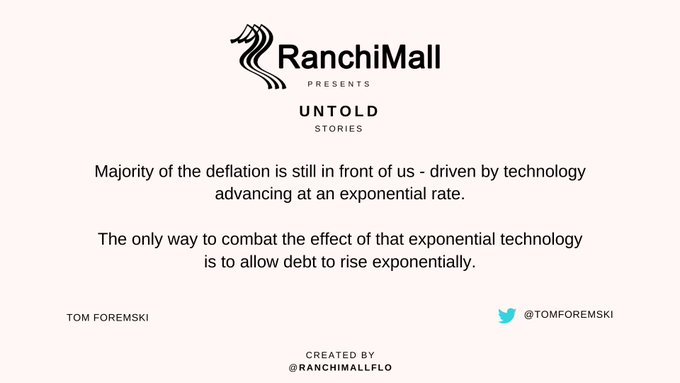 RanchiMall
PRESENTS
UNTOLD
STORIES
Majority of the deflation is still in front of us - driven by technology
advancing at an exponential rate.
The only way to combat the effect of that exponential technology
is to allow debt to rise exponentially.
TOM FOREMSKI
@TOMFOREMSKI
CREATED BY
@RANCHIMALLFLO